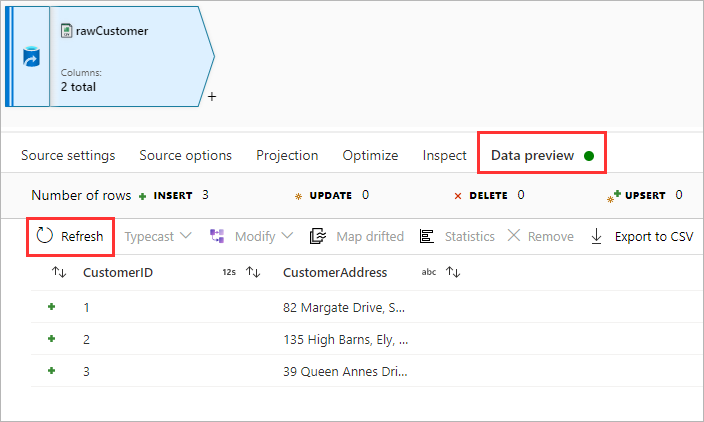 rawCustomer
Columns:
2 total
+
Source settings Source options Projection Optimize Inspect Data preview
Number of rows + INSERT 3 UPDATE 0 DELETE 0 UPSERT 0
Refresh Typecast Modify Map drifted Statistics Remove Export to CSV
CustomerID 12s CustomerAddress abc
1 82 Margate Drive, S...
2 135 High Barns, Ely, ...
3 39 Queen Annes Dri...